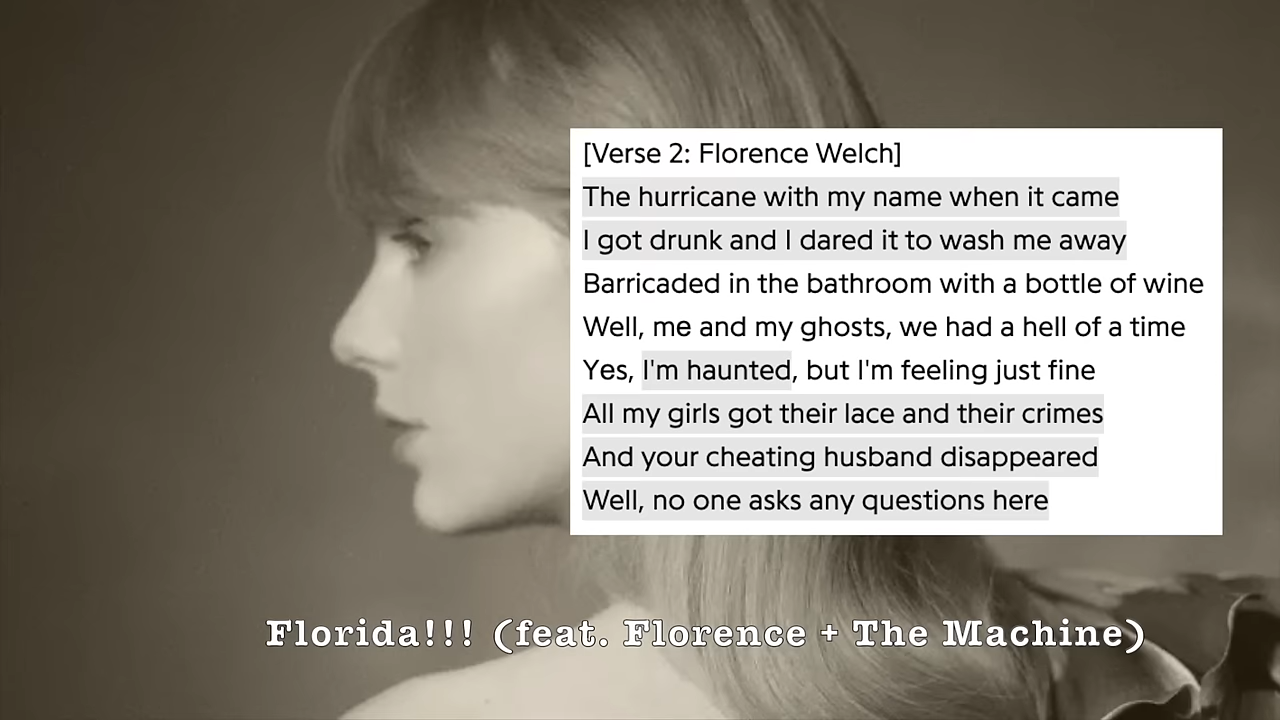 [Verse 2: Florence Welch]
The hurricane with my name when it came
I got drunk and I dared it to wash me away
Barricaded in the bathroom with a bottle of wine
Well, me and my ghosts, we had a hell of a time
Yes, I'm haunted, but I'm feeling just fine
All my girls got their lace and their crimes
And your cheating husband disappeared
Well, no one asks any questions here
Florida!!! (feat. Florence + The Machine)